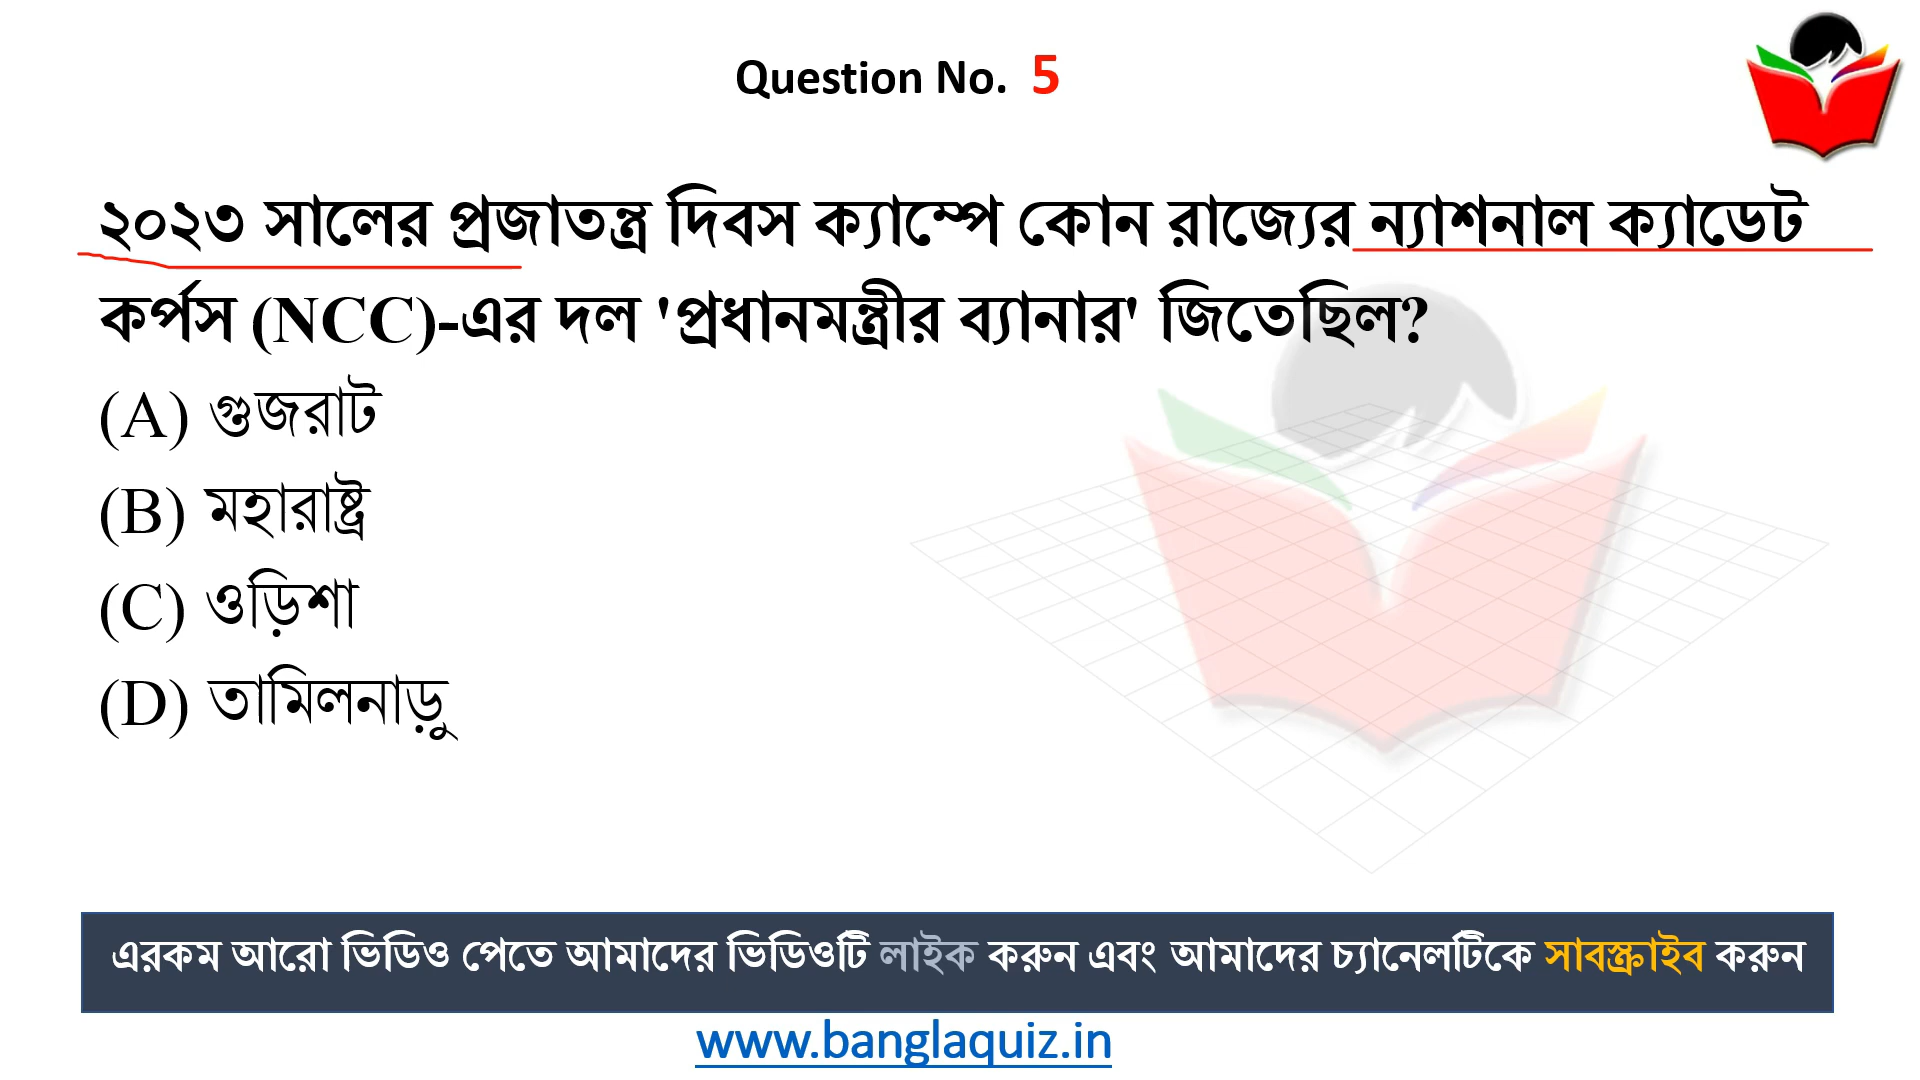 Question No. 5
২০২৩ সালের প্রজাতন্ত্র দিবস ক্যাম্পে কোন রাজ্যের ন্যাশনাল ক্যাডেট
কর্পস (NCC)-এর দল 'প্রধানমন্ত্রীর ব্যানার' জিতেছিল?
(A) গুজরাট
(B) মহারাষ্ট্র
(C) ওড়িশা
(D) তামিলনাড়ু
এরকম আরো ভিডিও পেতে আমাদের ভিডিওটি লাইক করুন এবং আমাদের চ্যানেলটিকে সাবস্ক্রাইব করুন
www.banglaquiz.in